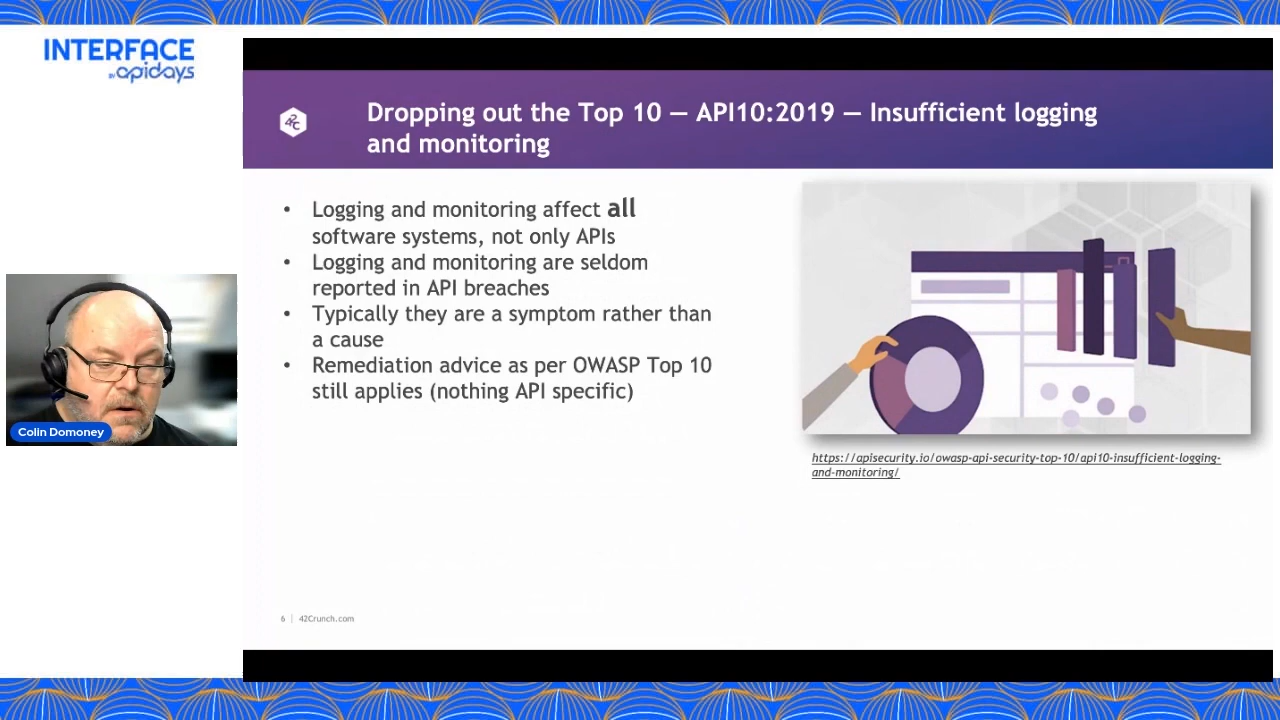 INTERFACE
BY apidays
42C
Dropping out the Top 10 — API10:2019 — Insufficient logging
and monitoring
• Logging and monitoring affect all
software systems, not only APIs
• Logging and monitoring are seldom
reported in API breaches
• Typically they are a symptom rather than
a cause
• Remediation advice as per OWASP Top 10
still applies (nothing API specific)
https://apisecurity.io/owasp-api-security-top-10/api10-insufficient-logging-
and-monitoring/
Colin Domoney
6 | 42Crunch.com